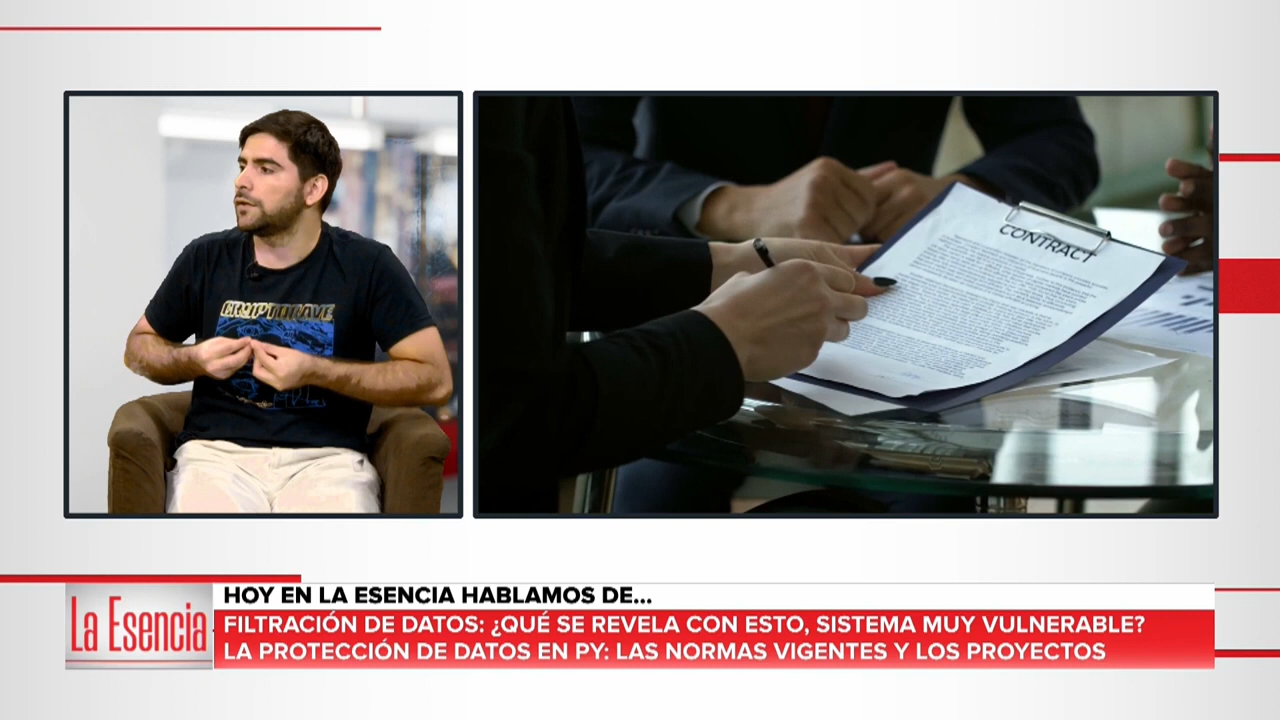 CRYPTORAVE
CONTRACT
La Esencia
HOY EN LA ESENCIA HABLAMOS DE...
FILTRACIÓN DE DATOS: ¿QUÉ SE REVELA CON ESTO, SISTEMA MUY VULNERABLE?
LA PROTECCIÓN DE DATOS EN PY: LAS NORMAS VIGENTES Y LOS PROYECTOS